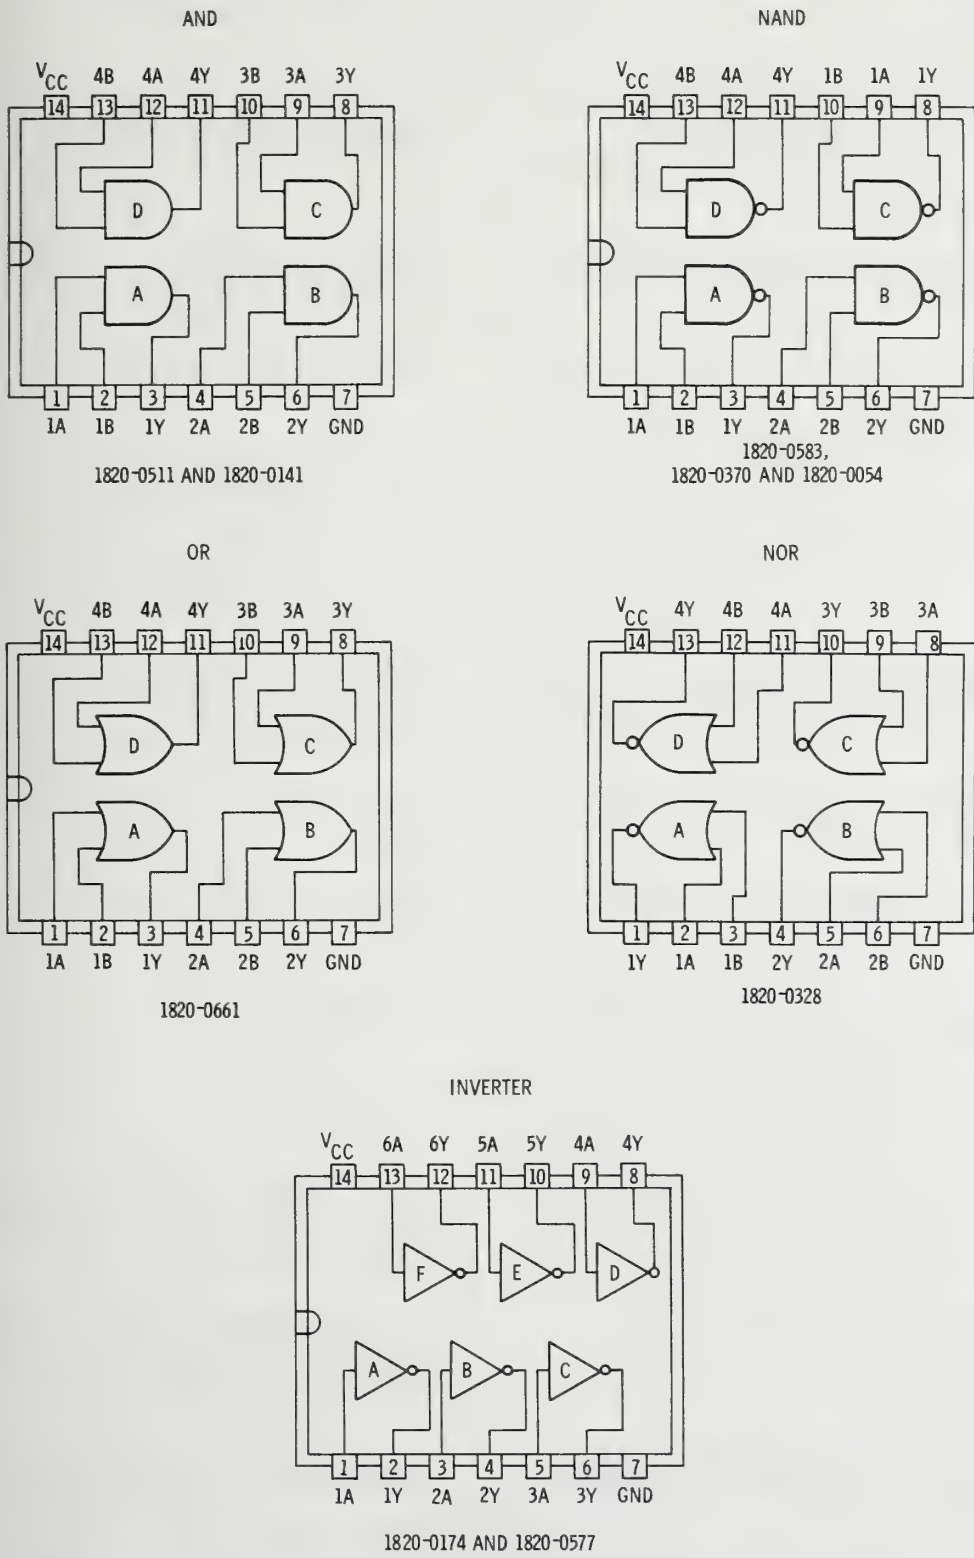 AND
VCC 4B 4A 4Y 3B 3A 3Y
14 13 12 11 10 9 8
D C
A B
1 2 3 4 5 6 7
1A 1B 1Y 2A 2B 2Y GND
1820-0511 AND 1820-0141
NAND
VCC 4B 4A 4Y 1B 1A 1Y
14 13 12 11 10 9 8
D C
A B
1 2 3 4 5 6 7
1A 1B 1Y 2A 2B 2Y GND
1820-0583,
1820-0370 AND 1820-0054
OR
VCC 4B 4A 4Y 3B 3A 3Y
14 13 12 11 10 9 8
D C
A B
1 2 3 4 5 6 7
1A 1B 1Y 2A 2B 2Y GND
1820-0661
NOR
VCC 4Y 4B 4A 3Y 3B 3A
14 13 12 11 10 9 8
D C
A B
1 2 3 4 5 6 7
1Y 1A 1B 2Y 2A 2B GND
1820-0328
INVERTER
VCC 6A 6Y 5A 5Y 4A 4Y
14 13 12 11 10 9 8
F E D
A B C
1 2 3 4 5 6 7
1A 1Y 2A 2Y 3A 3Y GND
1820-0174 AND 1820-0577